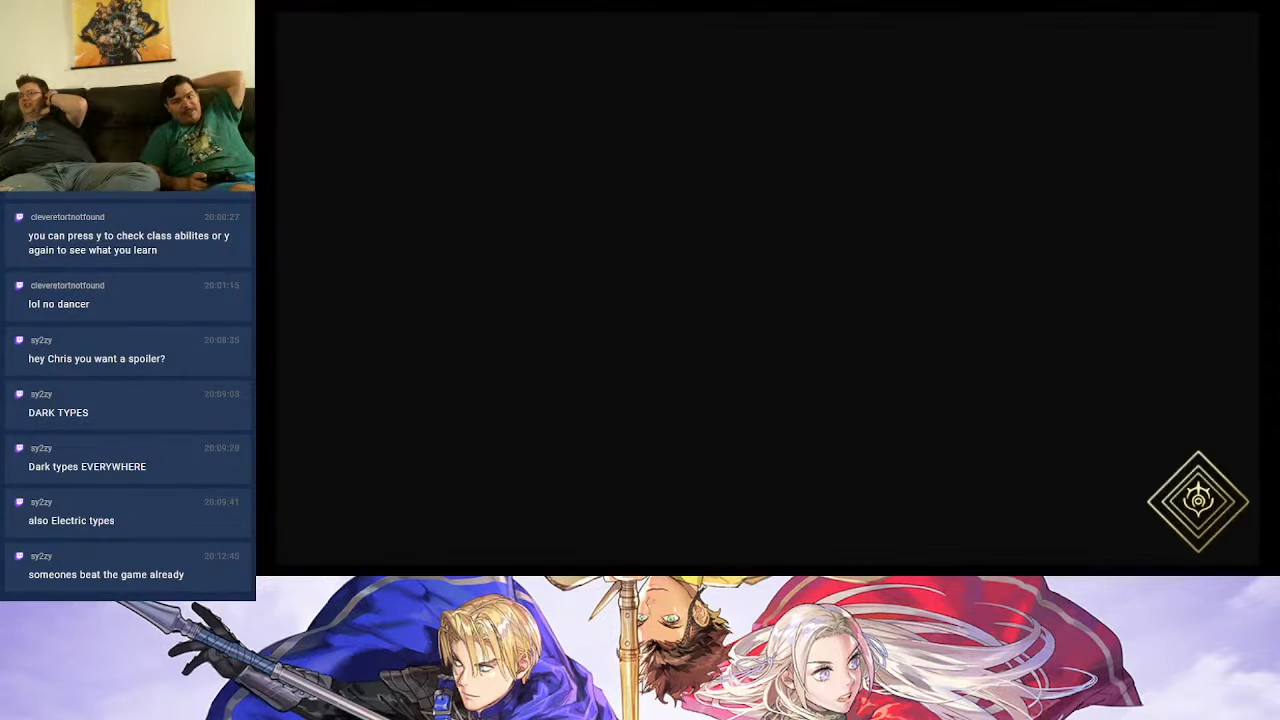 cleveretortnotfound 20:00:27
you can press y to check class abilites or y
again to see what you learn
cleveretortnotfound 20:01:15
lol no dancer
sy2zy 20:08:35
hey Chris you want a spoiler?
sy2zy 20:09:03
DARK TYPES
sy2zy 20:09:20
Dark types EVERYWHERE
sy2zy 20:09:41
also Electric types
sy2zy 20:12:45
someones beat the game already